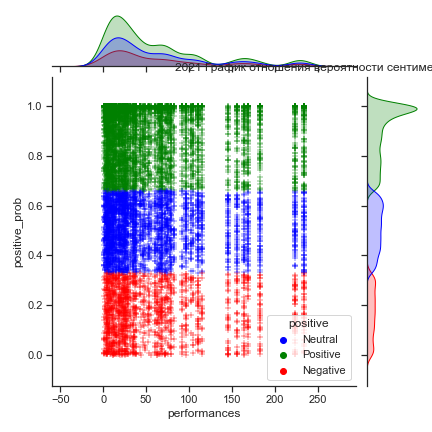 2021 График отношения вероятности сентиме
1.0
0.8
0.6
0.4
0.2
0.0
positive_prob
positive
Neutral
Positive
Negative
−50
0
50
100
150
200
250
performances